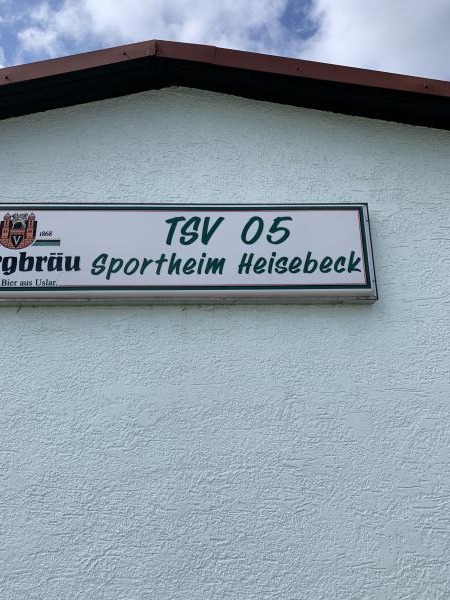 TSV 05
Sportheim Heisebeck
1868
rgbräu
Bier aus Uslar.
V